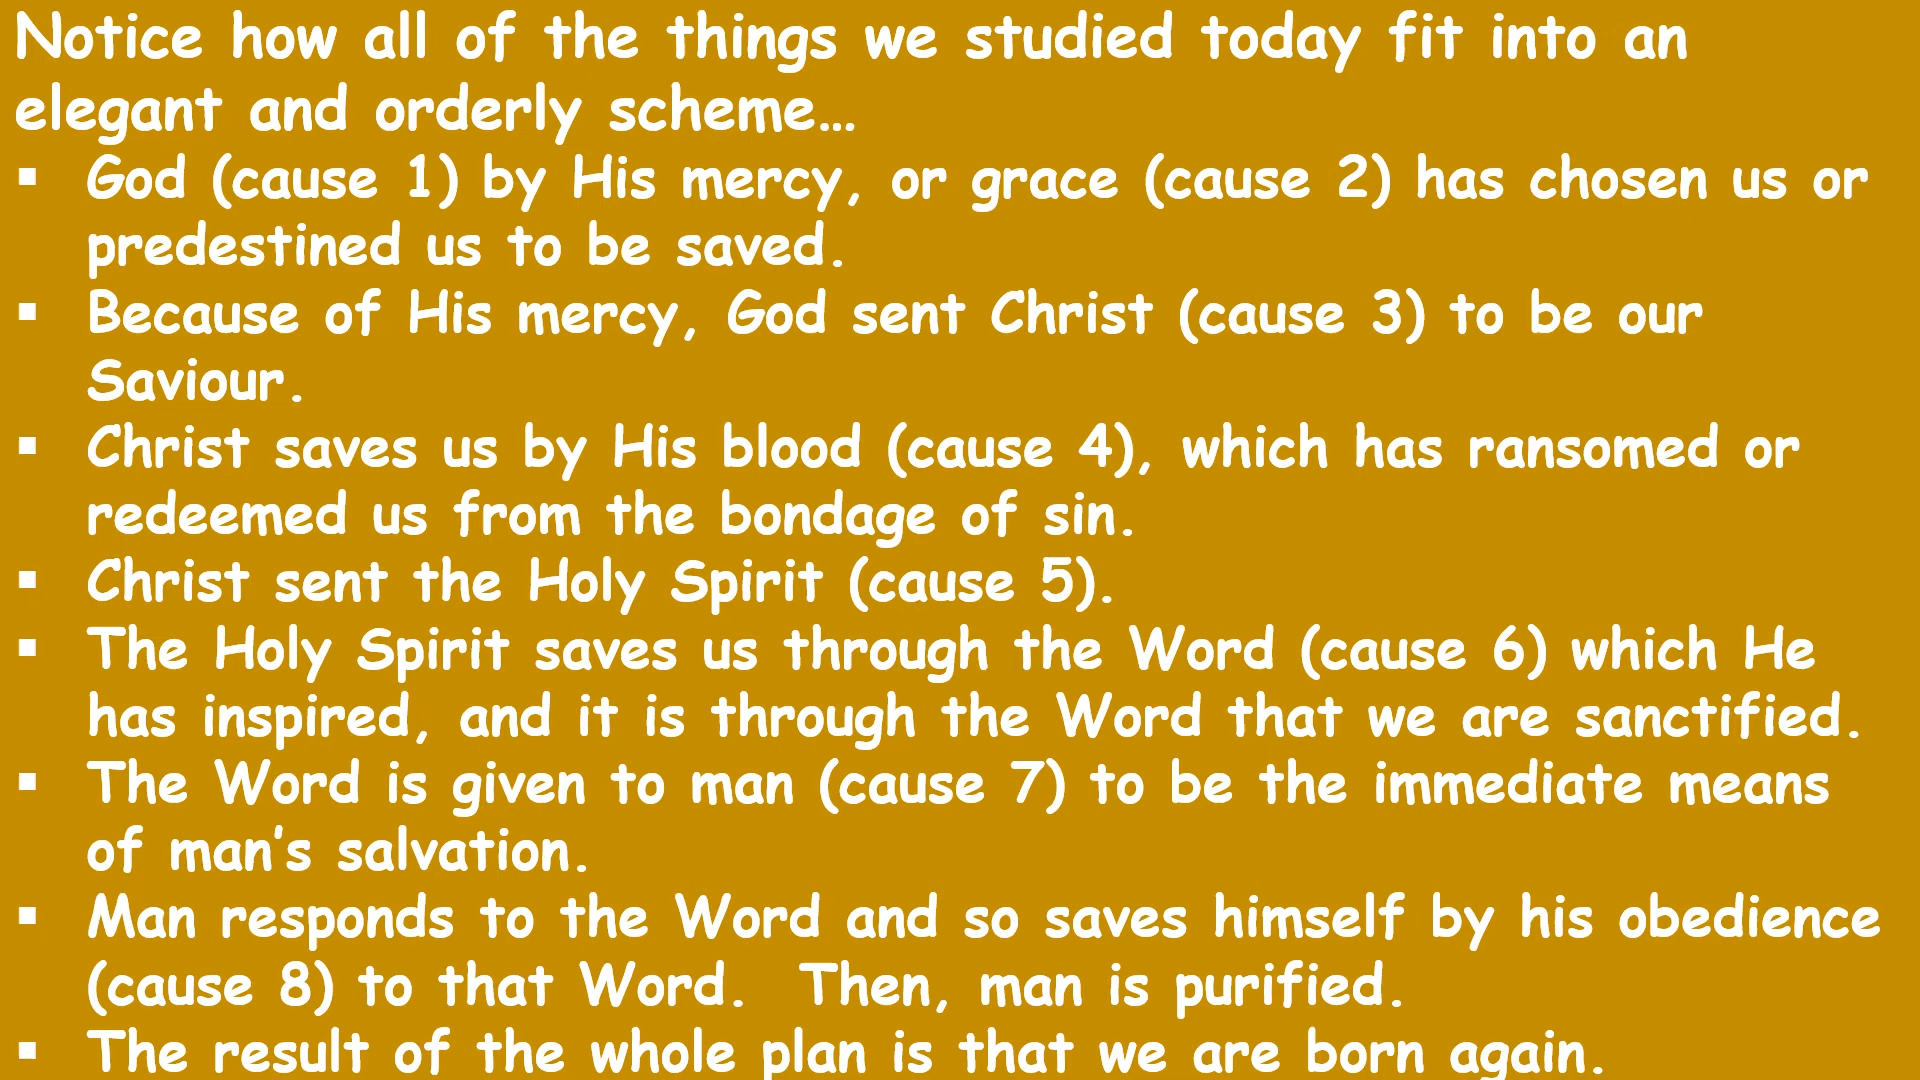 Notice how all of the things we studied today fit into an
elegant and orderly scheme…
▪ God (cause 1) by His mercy, or grace (cause 2) has chosen us or
predestined us to be saved.
▪ Because of His mercy, God sent Christ (cause 3) to be our
Saviour.
▪ Christ saves us by His blood (cause 4), which has ransomed or
redeemed us from the bondage of sin.
▪ Christ sent the Holy Spirit (cause 5).
▪ The Holy Spirit saves us through the Word (cause 6) which He
has inspired, and it is through the Word that we are sanctified.
▪ The Word is given to man (cause 7) to be the immediate means
of man’s salvation.
▪ Man responds to the Word and so saves himself by his obedience
(cause 8) to that Word.  Then, man is purified.
▪ The result of the whole plan is that we are born again.